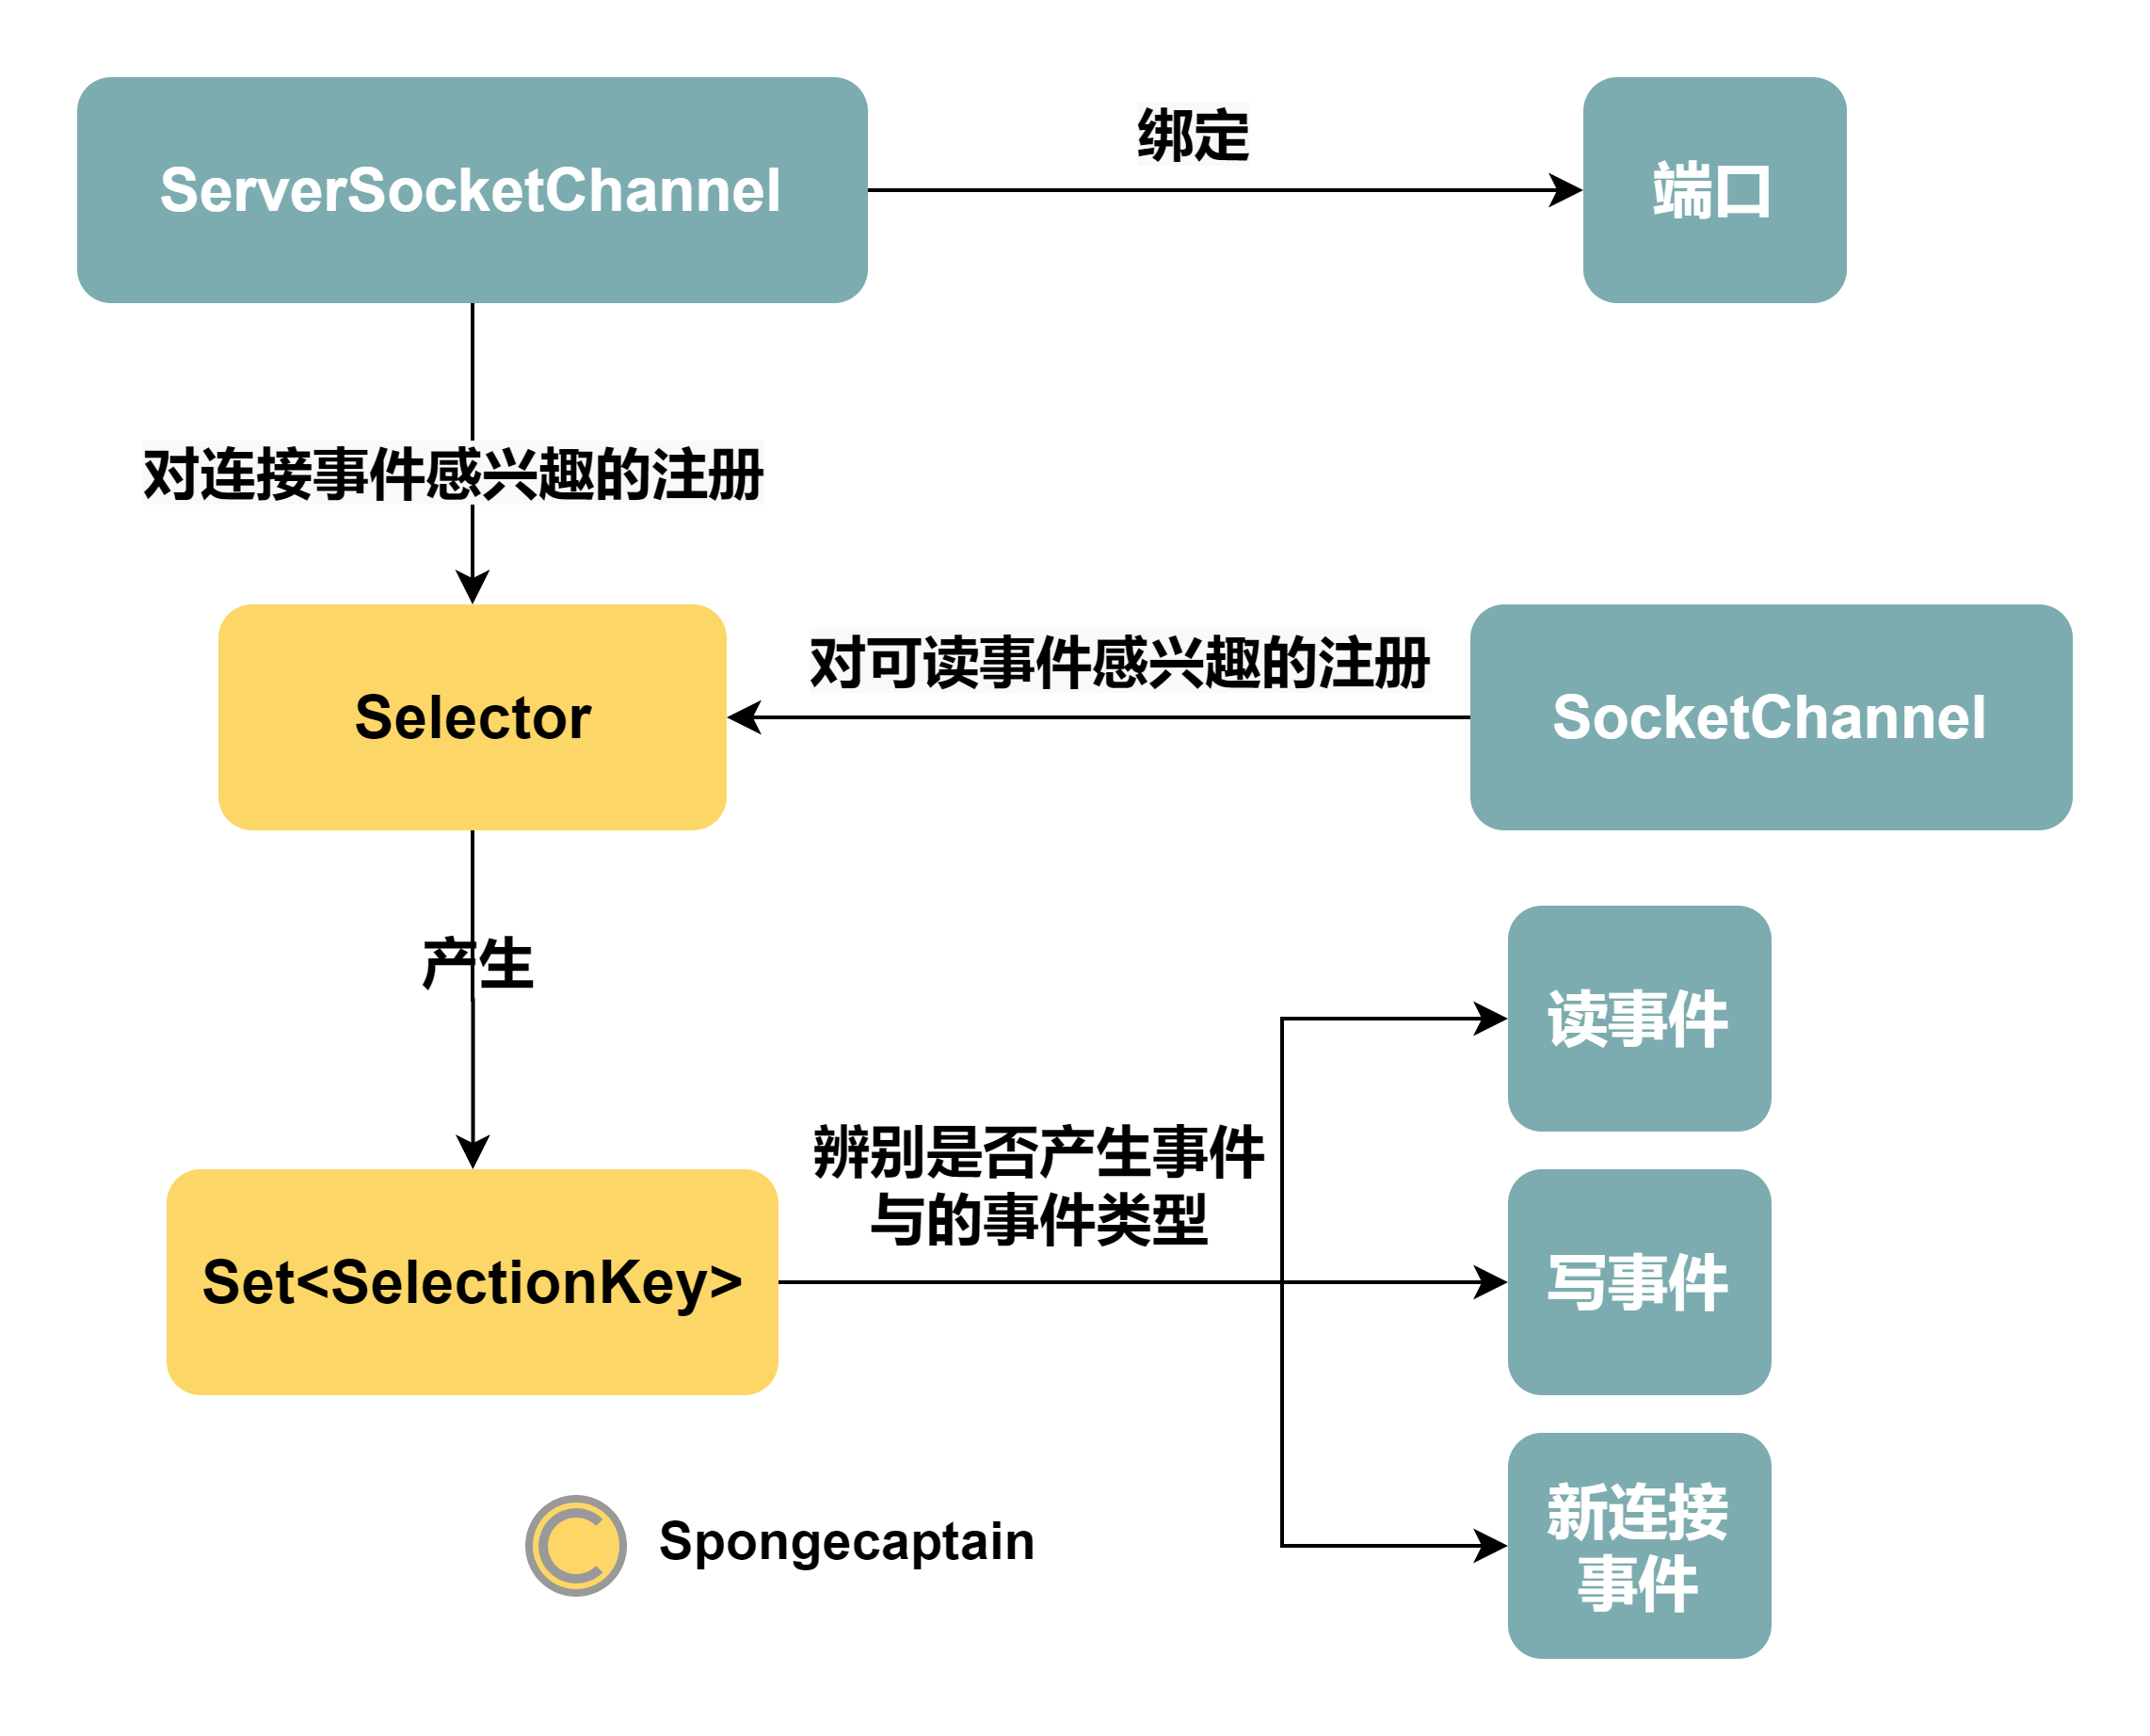 ServerSocketChannel
绑定
端口
对连接事件感兴趣的注册
Selector
对可读事件感兴趣的注册
SocketChannel
产生
读事件
辨别是否产生事件
与的事件类型
Set<SelectionKey>
写事件
新连接
事件
C
Spongecaptain